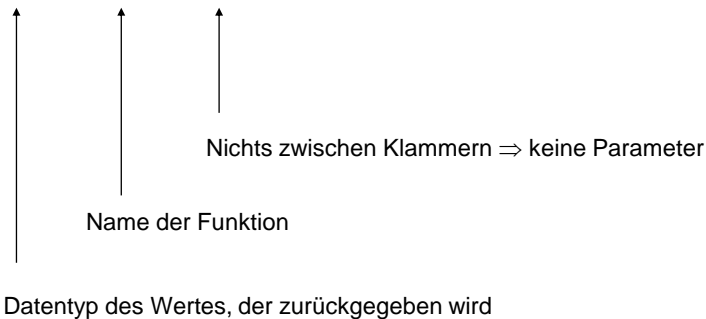 Nichts zwischen Klammern ⇒ keine Parameter
Name der Funktion
Datentyp des Wertes, der zurückgegeben wird